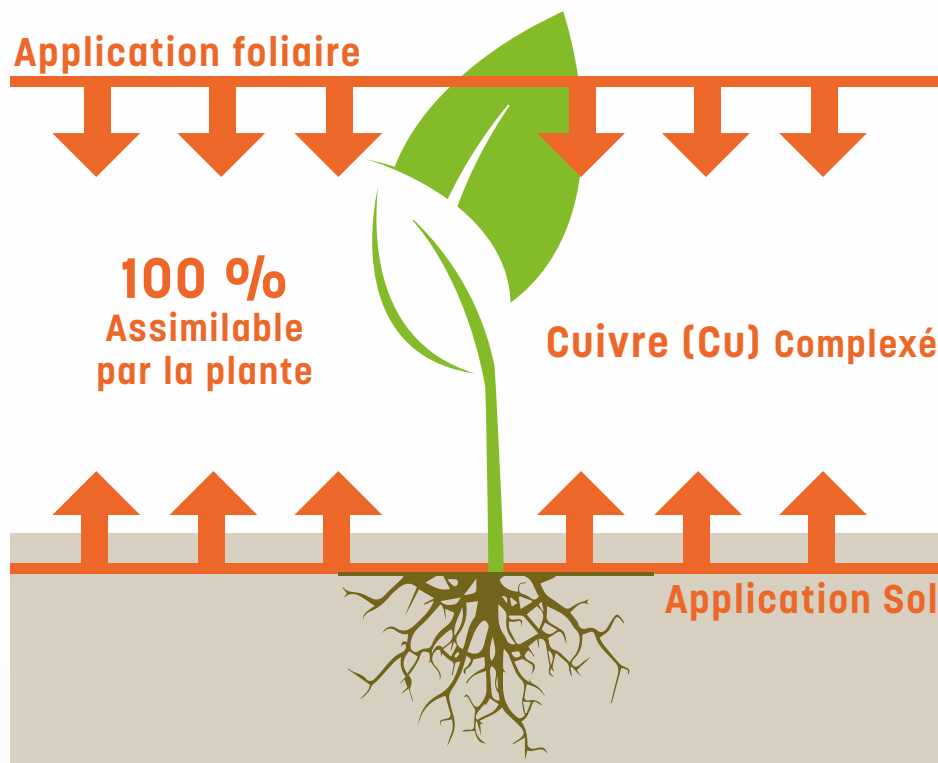 Application foliaire
100 %
Assimilable
par la plante
Cuivre (Cu) Complexé
Application Sol